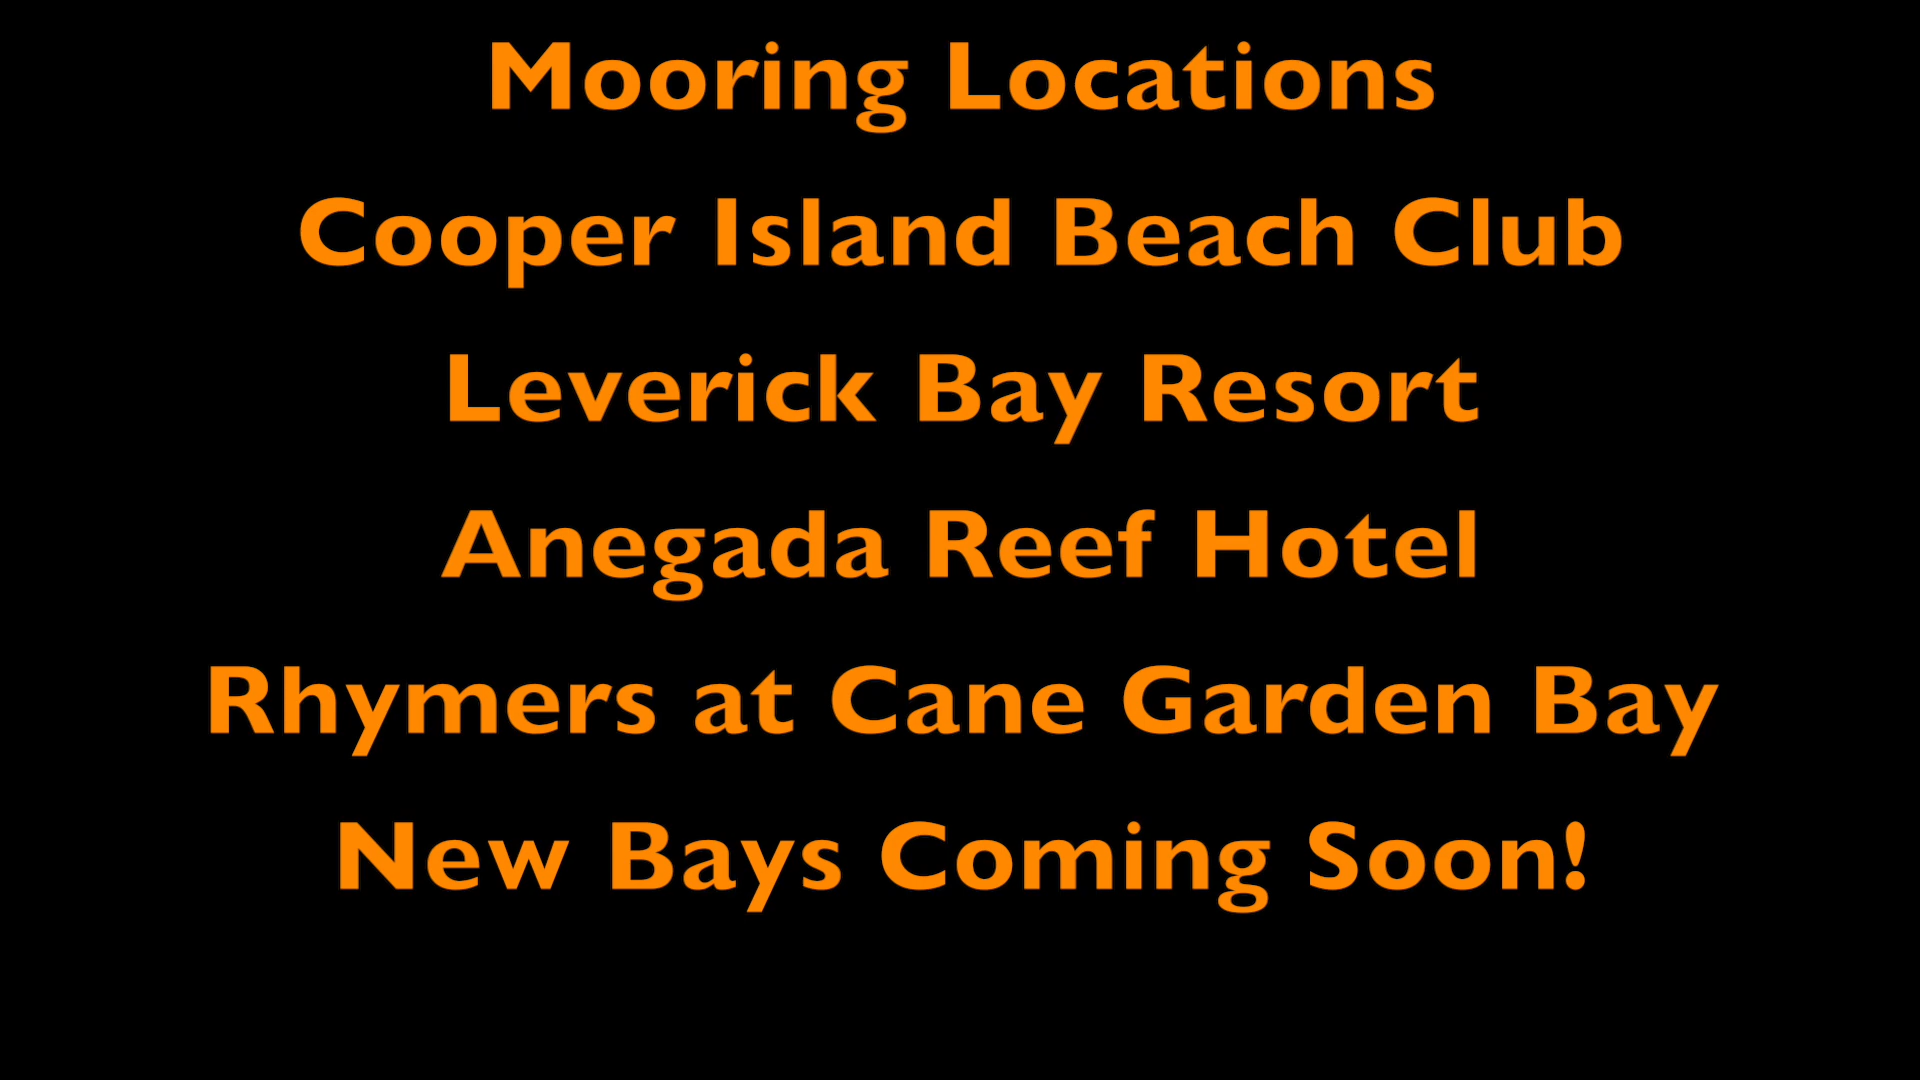 Mooring Locations
Cooper Island Beach Club
Leverick Bay Resort
Anegada Reef Hotel
Rhymers at Cane Garden Bay
New Bays Coming Soon!